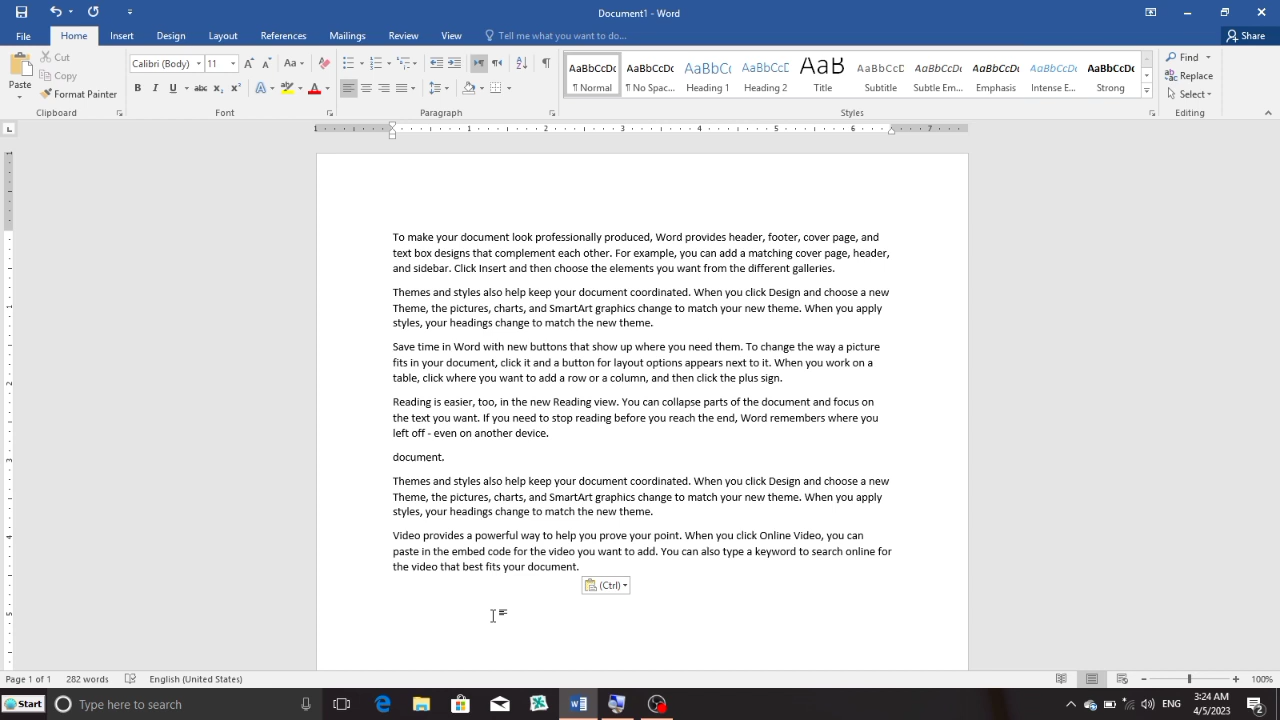 Document1 - Word
File Home Insert Design Layout References Mailings Review View Tell me what you want to do... Share
Paste
Cut
Copy
Format Painter
Clipboard
Calibri (Body) 11 Aa
B I U abc x₂ x² A ab A
Font
Paragraph
AaBbCcDc AaBbCcDc AaBbC AaBbCcD AaB AaBbCcD AaBbCcDc AaBbCcDc AaBbCcDc AaBbCcDc
¶ Normal ¶ No Spac... Heading 1 Heading 2 Title Subtitle Subtle Em... Emphasis Intense E... Strong
Styles
Find
Replace
Select
Editing
1 1 2 3 4 5 6 7
To make your document look professionally produced, Word provides header, footer, cover page, and
text box designs that complement each other. For example, you can add a matching cover page, header,
and sidebar. Click Insert and then choose the elements you want from the different galleries.
Themes and styles also help keep your document coordinated. When you click Design and choose a new
Theme, the pictures, charts, and SmartArt graphics change to match your new theme. When you apply
styles, your headings change to match the new theme.
Save time in Word with new buttons that show up where you need them. To change the way a picture
fits in your document, click it and a button for layout options appears next to it. When you work on a
table, click where you want to add a row or a column, and then click the plus sign.
Reading is easier, too, in the new Reading view. You can collapse parts of the document and focus on
the text you want. If you need to stop reading before you reach the end, Word remembers where you
left off - even on another device.
document.
Themes and styles also help keep your document coordinated. When you click Design and choose a new
Theme, the pictures, charts, and SmartArt graphics change to match your new theme. When you apply
styles, your headings change to match the new theme.
Video provides a powerful way to help you prove your point. When you click Online Video, you can
paste in the embed code for the video you want to add. You can also type a keyword to search online for
the video that best fits your document.
(Ctrl)
Page 1 of 1 282 words English (United States) 100%
Start Type here to search ENG 3:24 AM
4/5/2023 2